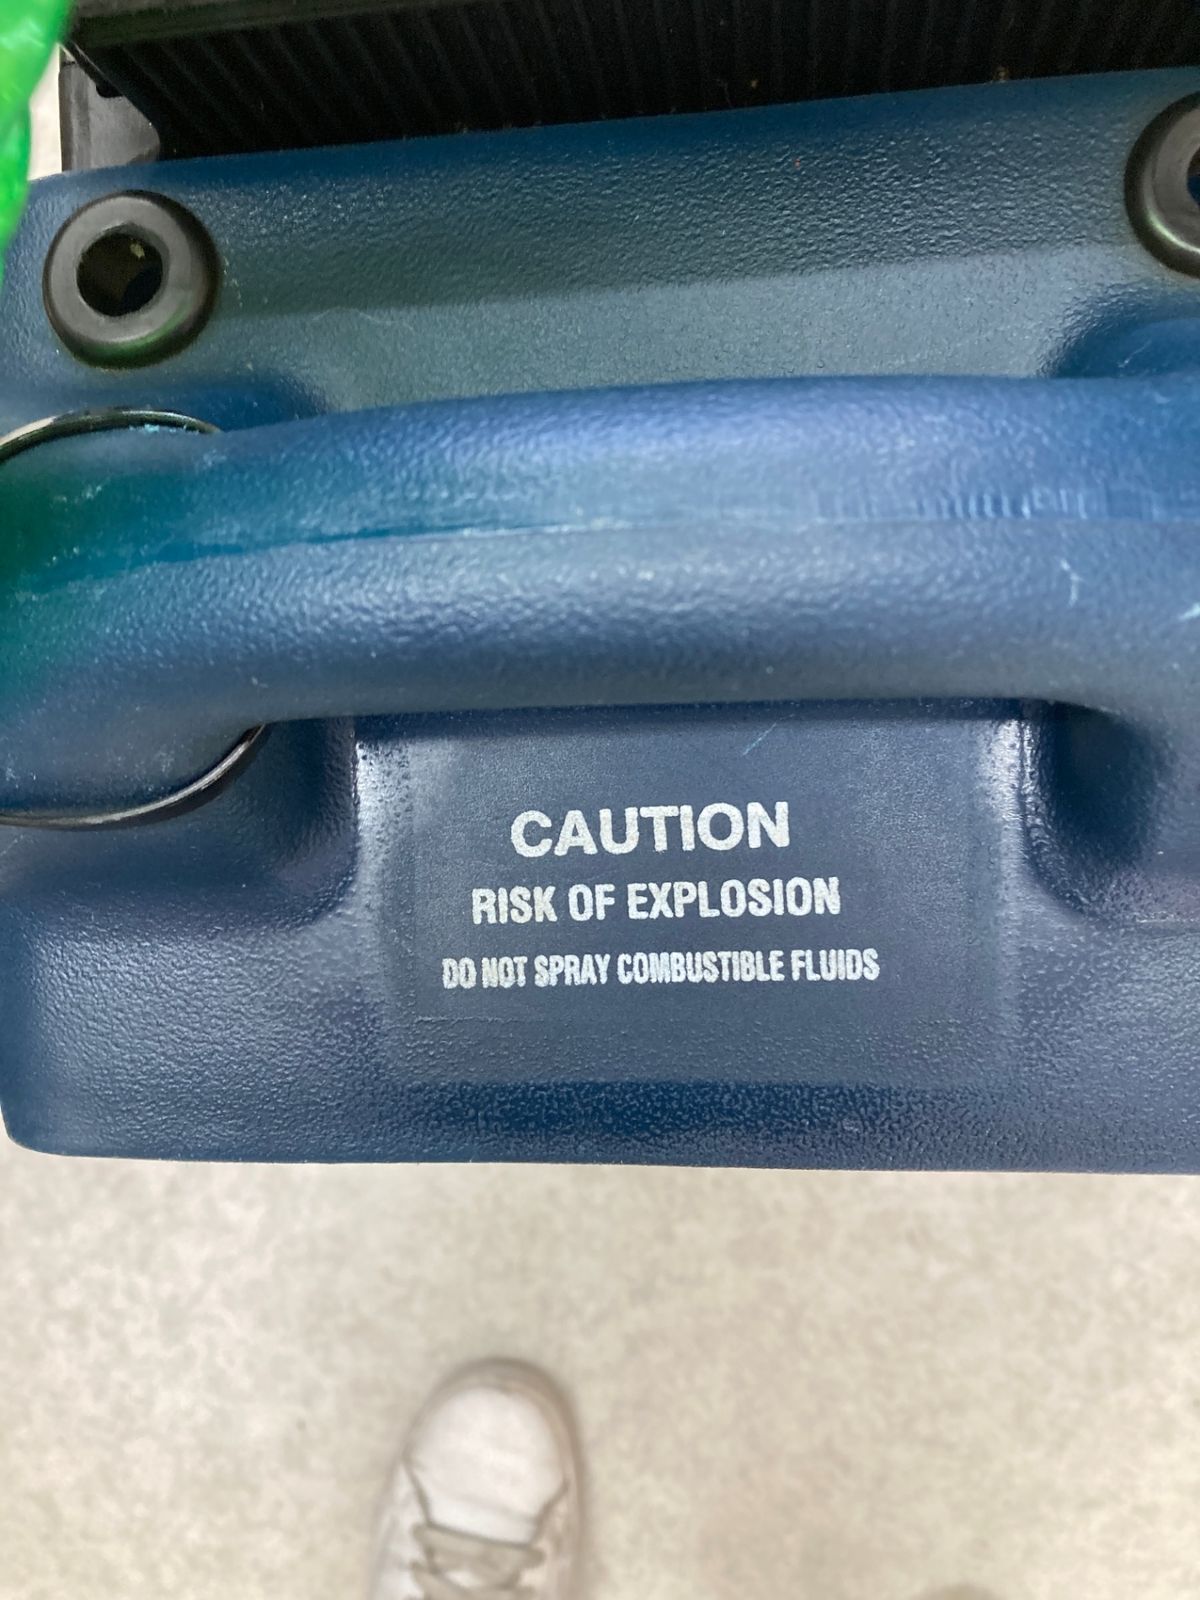 CAUTION
RISK OF EXPLOSION
DO NOT SPRAY COMBUSTIBLE FLUIDS